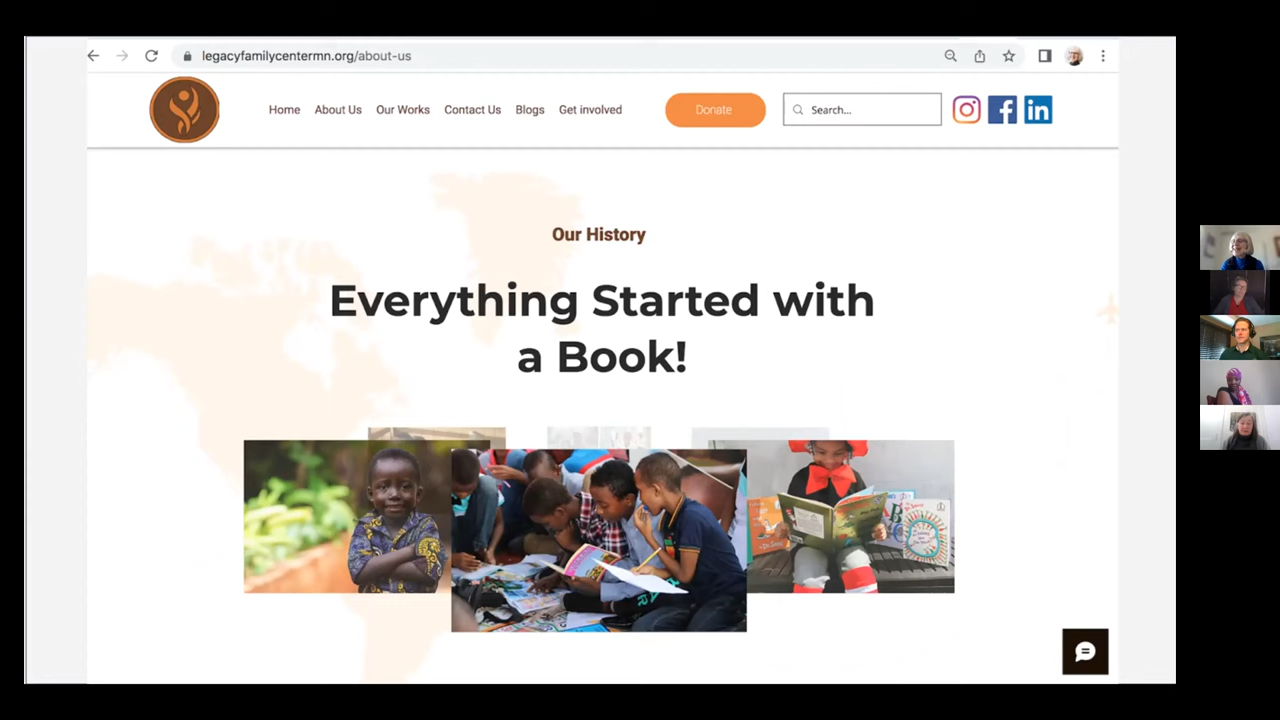 legacyfamilycentermn.org/about-us
Home About Us Our Works Contact Us Blogs Get involved Donate Search...
Our History
Everything Started with
a Book!